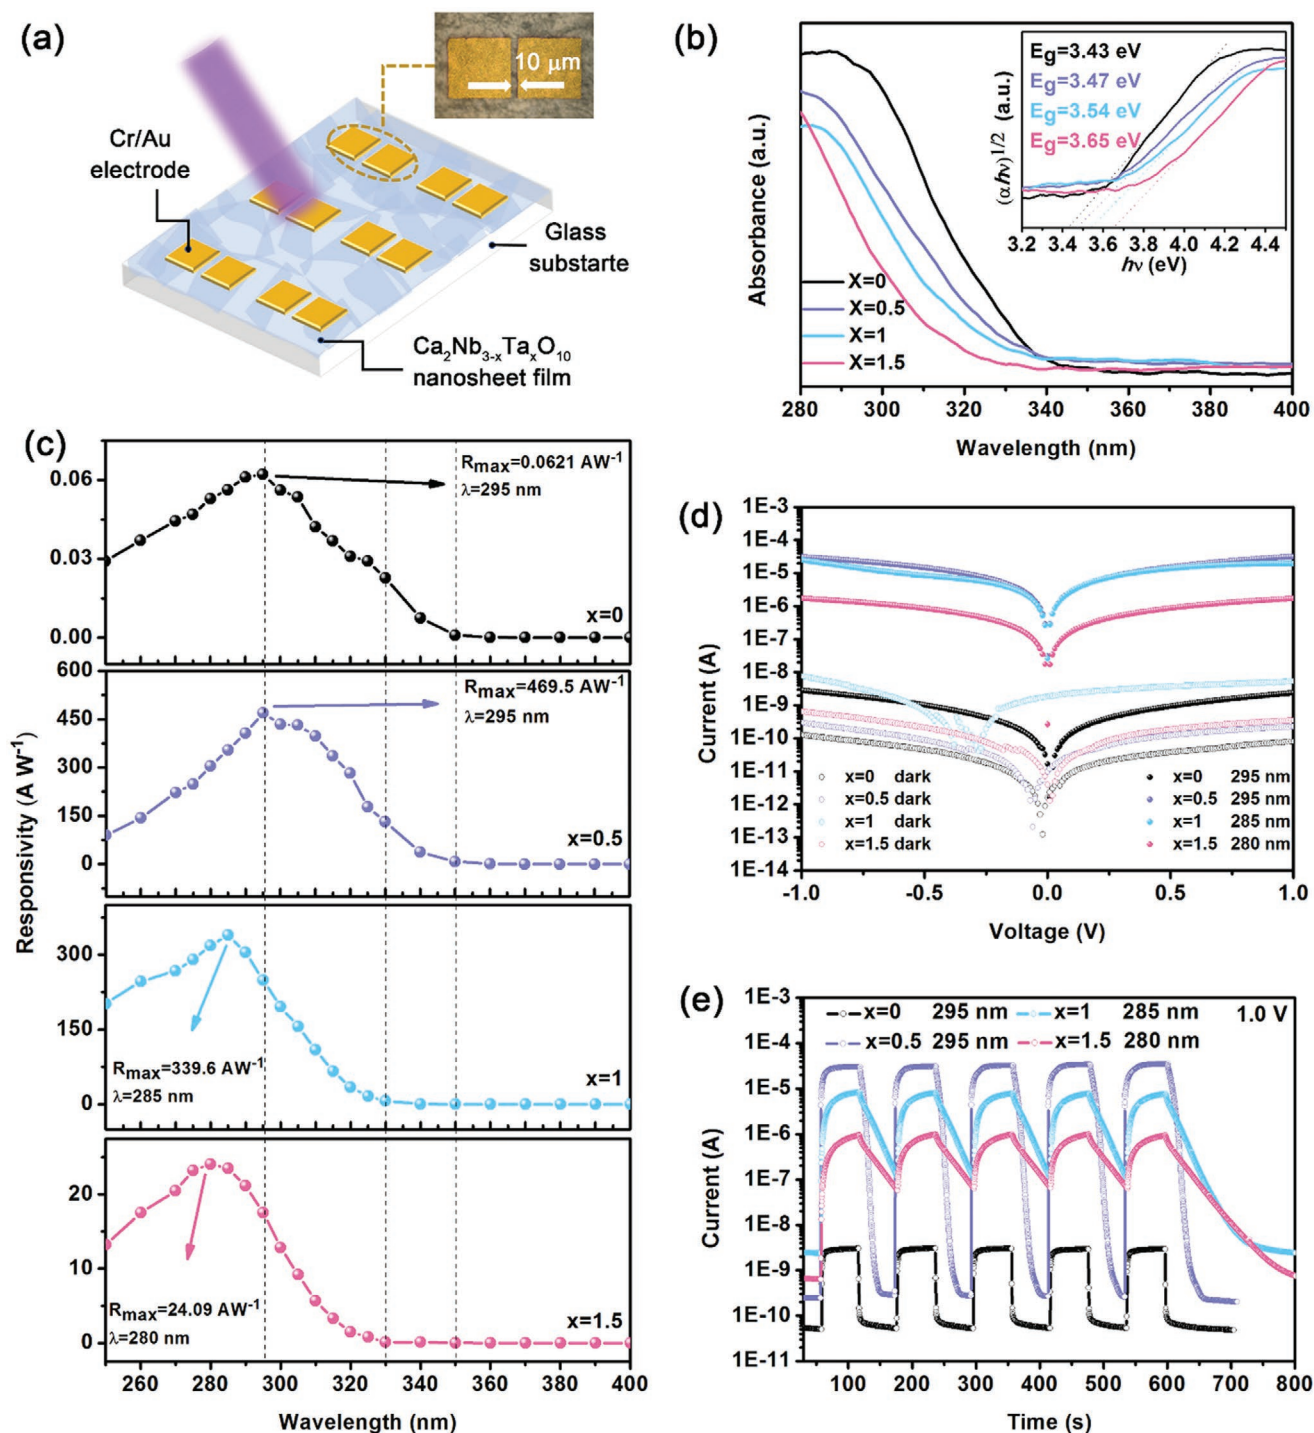 (a)
10 μm
Cr/Au
electrode
Glass
substarte
Ca₂Nb₃₋ₓTaₓO₁₀
nanosheet film
(b)
Absorbance (a.u.)
Eg=3.43 eV
Eg=3.47 eV
Eg=3.54 eV
Eg=3.65 eV
(αhν)^1/2 (a.u.)
3.2 3.4 3.6 3.8 4.0 4.2 4.4
hν (eV)
X=0
X=0.5
X=1
X=1.5
280 300 320 340 360 380 400
Wavelength (nm)
(c)
Responsivity (A W⁻¹)
0.06
0.03
0.00
Rmax=0.0621 AW⁻¹
λ=295 nm
x=0
600
450
300
150
0
Rmax=469.5 AW⁻¹
λ=295 nm
x=0.5
300
150
0
Rmax=339.6 AW⁻¹
λ=285 nm
x=1
20
10
0
Rmax=24.09 AW⁻¹
λ=280 nm
x=1.5
260 280 300 320 340 360 380 400
Wavelength (nm)
(d)
Current (A)
1E-3
1E-4
1E-5
1E-6
1E-7
1E-8
1E-9
1E-10
1E-11
1E-12
1E-13
1E-14
x=0 dark
x=0.5 dark
x=1 dark
x=1.5 dark
x=0 295 nm
x=0.5 295 nm
x=1 285 nm
x=1.5 280 nm
-1.0 -0.5 0.0 0.5 1.0
Voltage (V)
(e)
Current (A)
1E-3
1E-4
1E-5
1E-6
1E-7
1E-8
1E-9
1E-10
1E-11
x=0 295 nm x=1 285 nm
x=0.5 295 nm x=1.5 280 nm
1.0 V
100 200 300 400 500 600 700 800
Time (s)